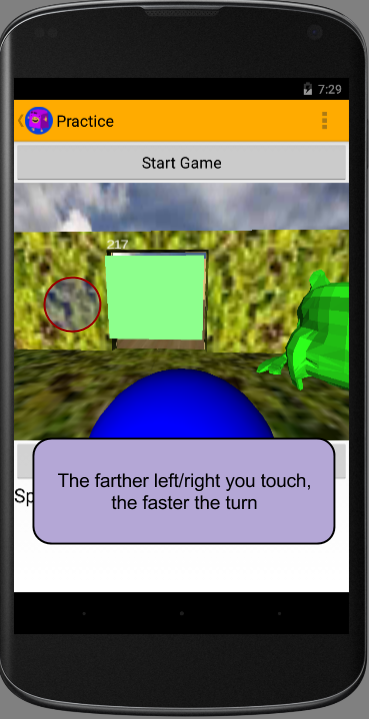 7:29
Practice
Start Game
217
Sp
The farther left/right you touch,
the faster the turn